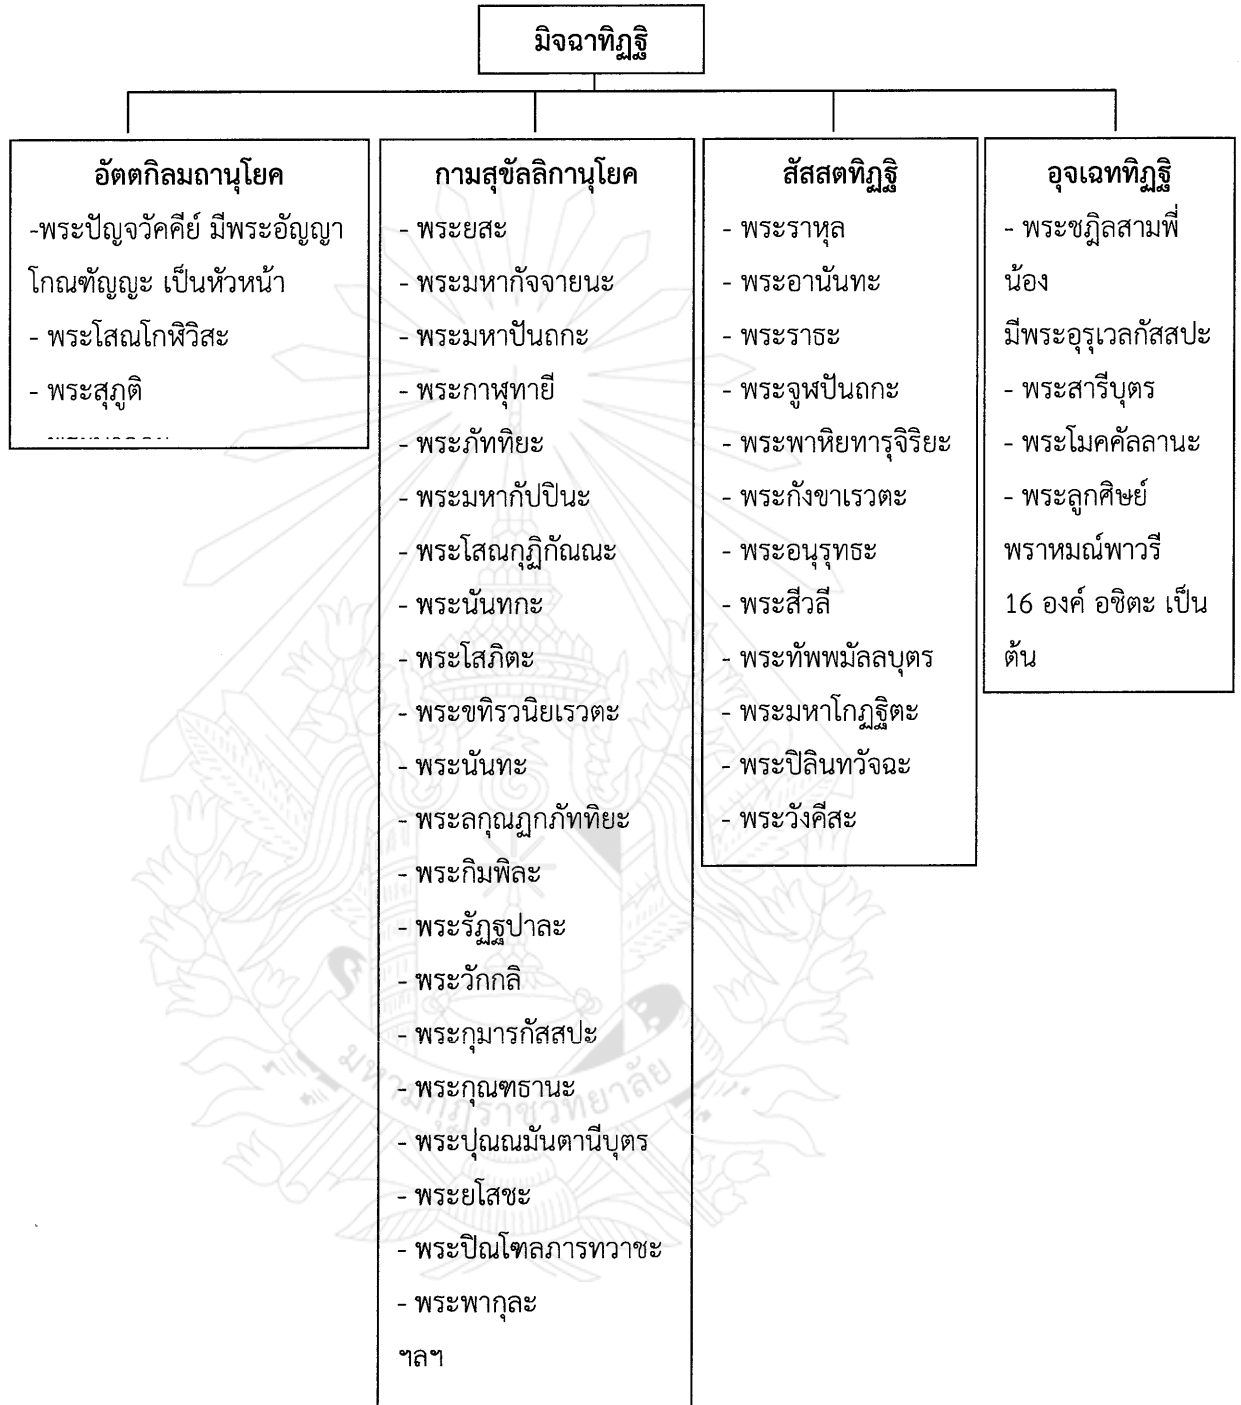 มิจฉาทิฏฐิ
อัตตกิลมถานุโยค
-พระปัญจวัคคีย์ มีพระอัญญา
โกณฑัญญะ เป็นหัวหน้า
- พระโสณโกฬิวิสะ
- พระสุภูติ
กามสุขัลลิกานุโยค
- พระยสะ
- พระมหากัจจายนะ
- พระมหาปันถกะ
- พระกาฬุทายี
- พระภัททิยะ
- พระมหากัปปินะ
- พระโสณกุฏิกัณณะ
- พระนันทกะ
- พระโสภิตะ
- พระขทิรวนิยเรวตะ
- พระนันทะ
- พระลกุณฏกภัททิยะ
- พระกิมพิละ
- พระรัฏฐปาละ
- พระวักกลิ
- พระกุมารกัสสปะ
- พระกุณฑธานะ
- พระปุณณมันตานีบุตร
- พระยโสชะ
- พระปิณโฑลภารทวาชะ
- พระพากุละ
ฯลฯ
สัสสตทิฏฐิ
- พระราหุล
- พระอานันทะ
- พระราธะ
- พระจูฬปันถกะ
- พระพาหิยทารุจิริยะ
- พระกังขาเรวตะ
- พระอนุรุทธะ
- พระสีวลี
- พระทัพพมัลลบุตร
- พระมหาโกฏฐิตะ
- พระปิลินทวัจฉะ
- พระวังคีสะ
อุจเฉททิฏฐิ
- พระชฎิลสามพี่
น้อง
มีพระอุรุเวลกัสสปะ
- พระสารีบุตร
- พระโมคคัลลานะ
- พระลูกศิษย์
พราหมณ์พาวรี
16 องค์ อชิตะ เป็น
ต้น
มหามกุฏราชวิทยาลัย